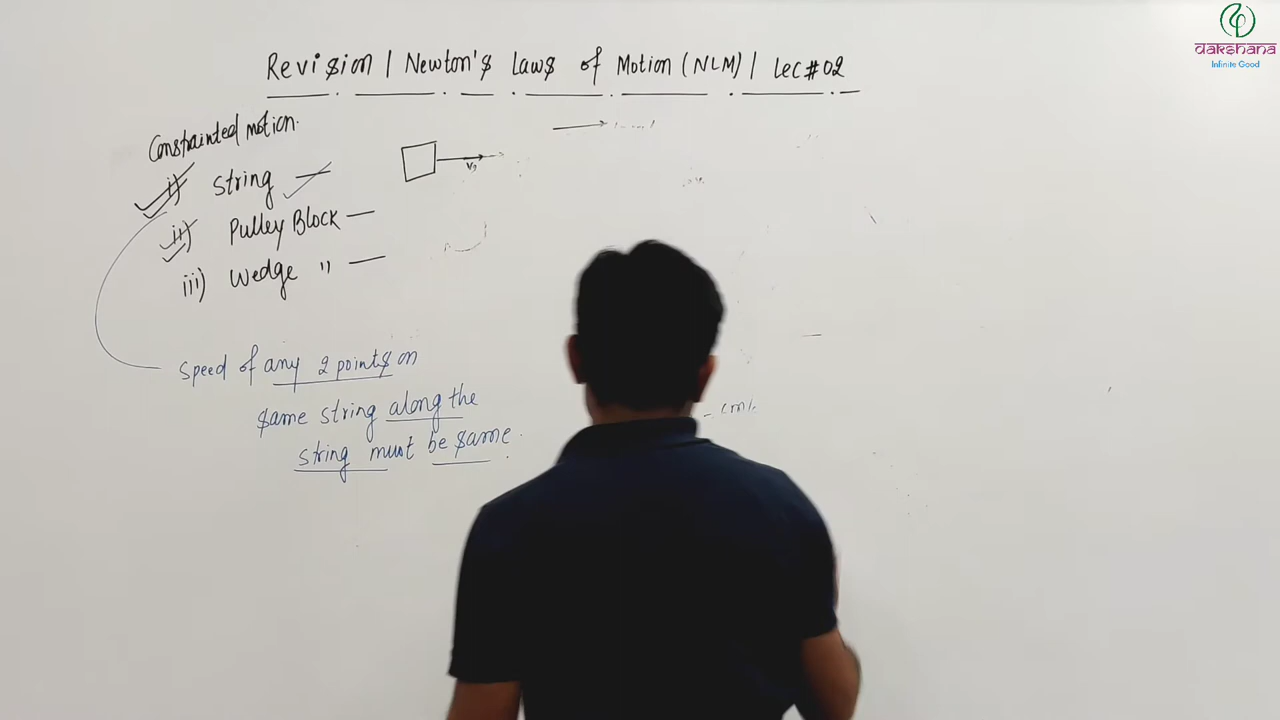 Revision | Newton's Laws of Motion (NLM) | Lec # 02
Constrainted motion.
i) String —
ii) Pulley Block —
iii) Wedge " —
Speed of any 2 points on
same string along the
string must be same.
dakshana
Infinite Good